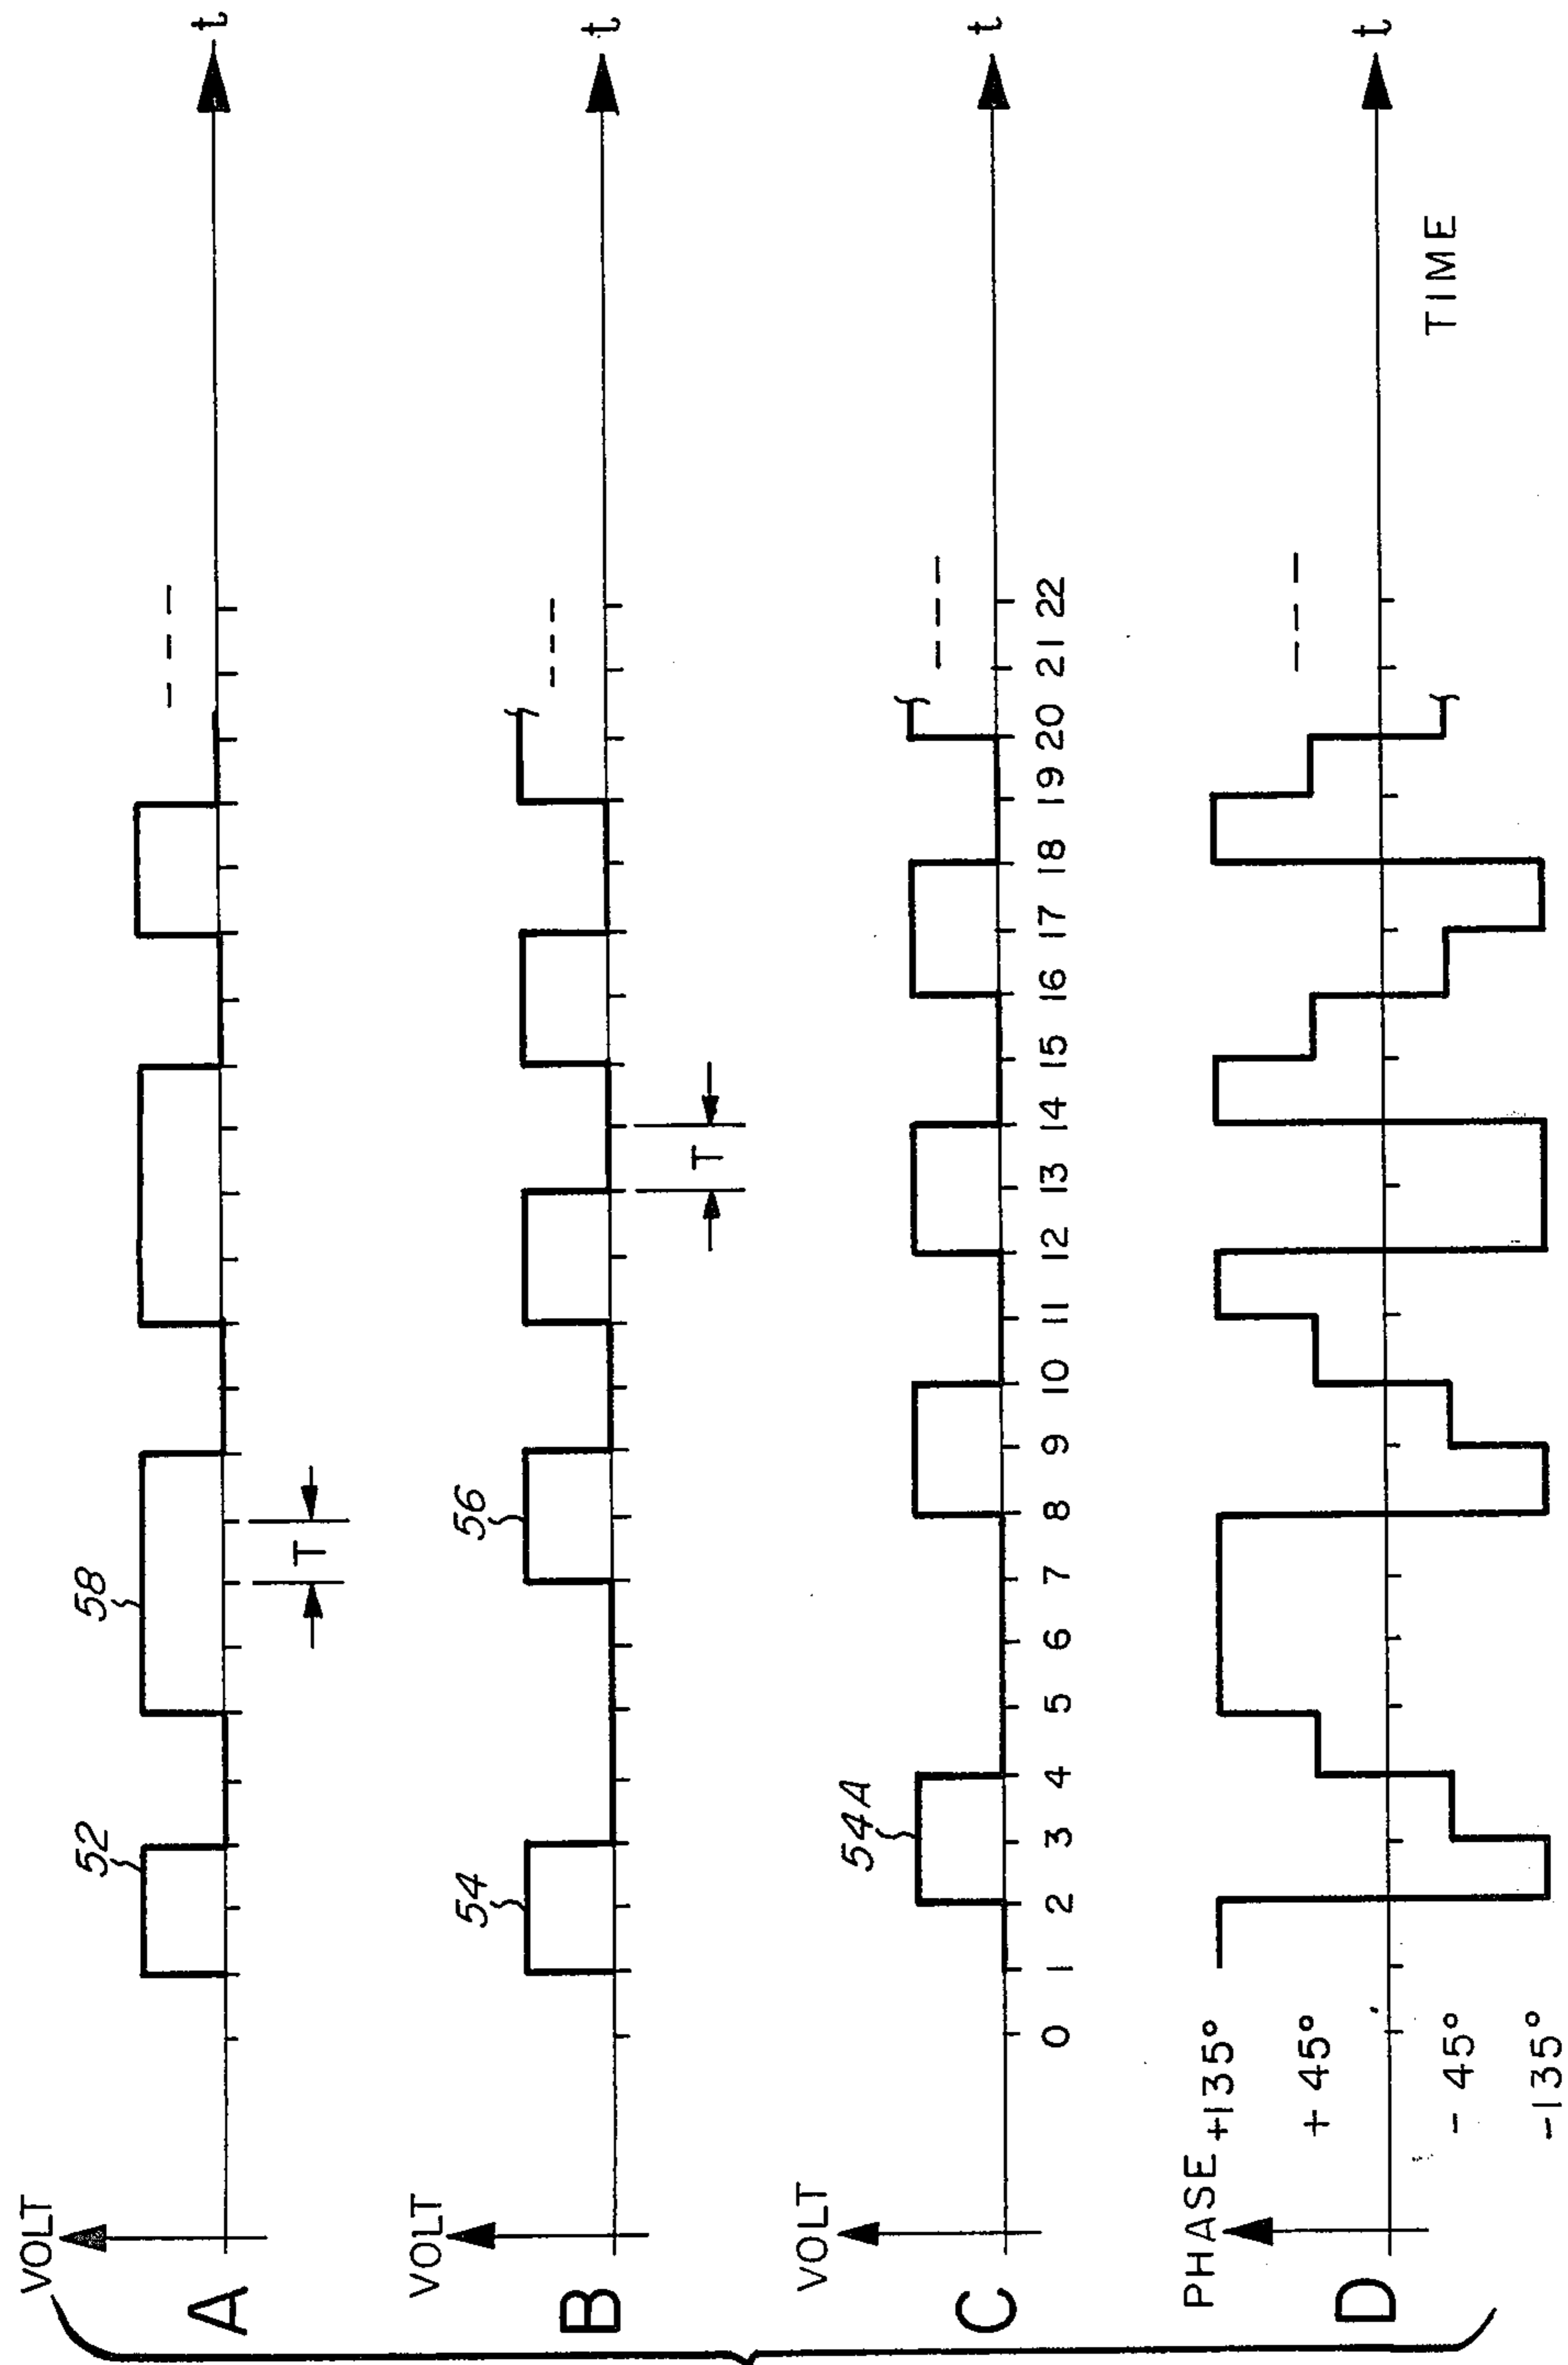 VOLT
A
52
58
T
t
VOLT
B
54
56
T
t
VOLT
C
54A
t
0 1 2 3 4 5 6 7 8 9 10 11 12 13 14 15 16 17 18 19 20 21 22
PHASE
+135°
+45°
D
-45°
-135°
t
TIME